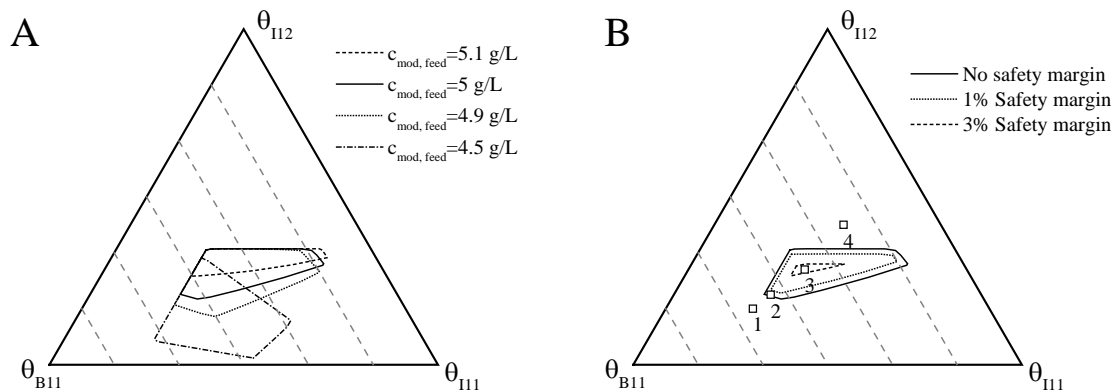 A
θI12
cmod, feed=5.1 g/L
cmod, feed=5 g/L
cmod, feed=4.9 g/L
cmod, feed=4.5 g/L
θB11
θI11
B
θI12
No safety margin
1% Safety margin
3% Safety margin
4
3
2
1
θB11
θI11